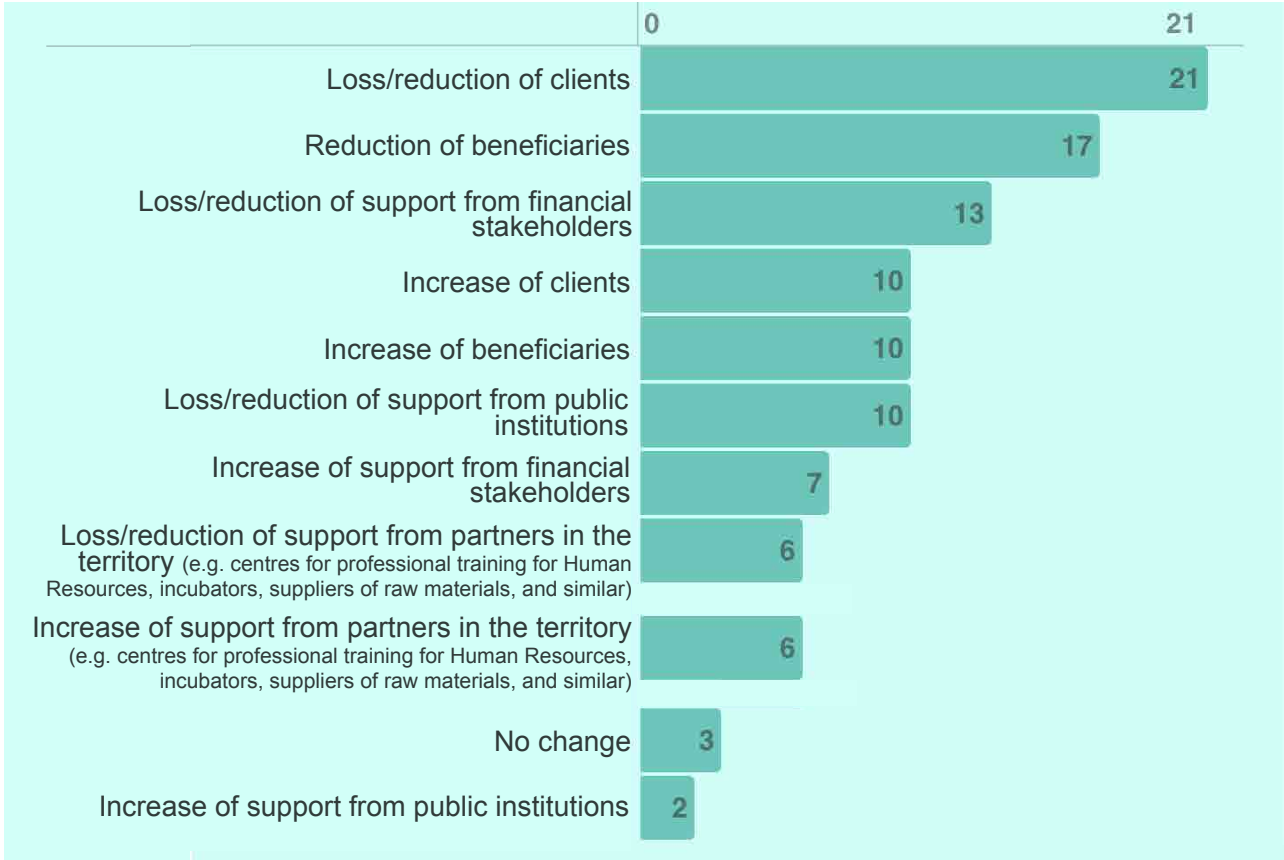 0 21
Loss/reduction of clients 21
Reduction of beneficiaries 17
Loss/reduction of support from financial
stakeholders 13
Increase of clients 10
Increase of beneficiaries 10
Loss/reduction of support from public
institutions 10
Increase of support from financial
stakeholders 7
Loss/reduction of support from partners in the
territory (e.g. centres for professional training for Human 6
Resources, incubators, suppliers of raw materials, and similar)
Increase of support from partners in the territory
(e.g. centres for professional training for Human Resources, 6
incubators, suppliers of raw materials, and similar)
No change 3
Increase of support from public institutions 2